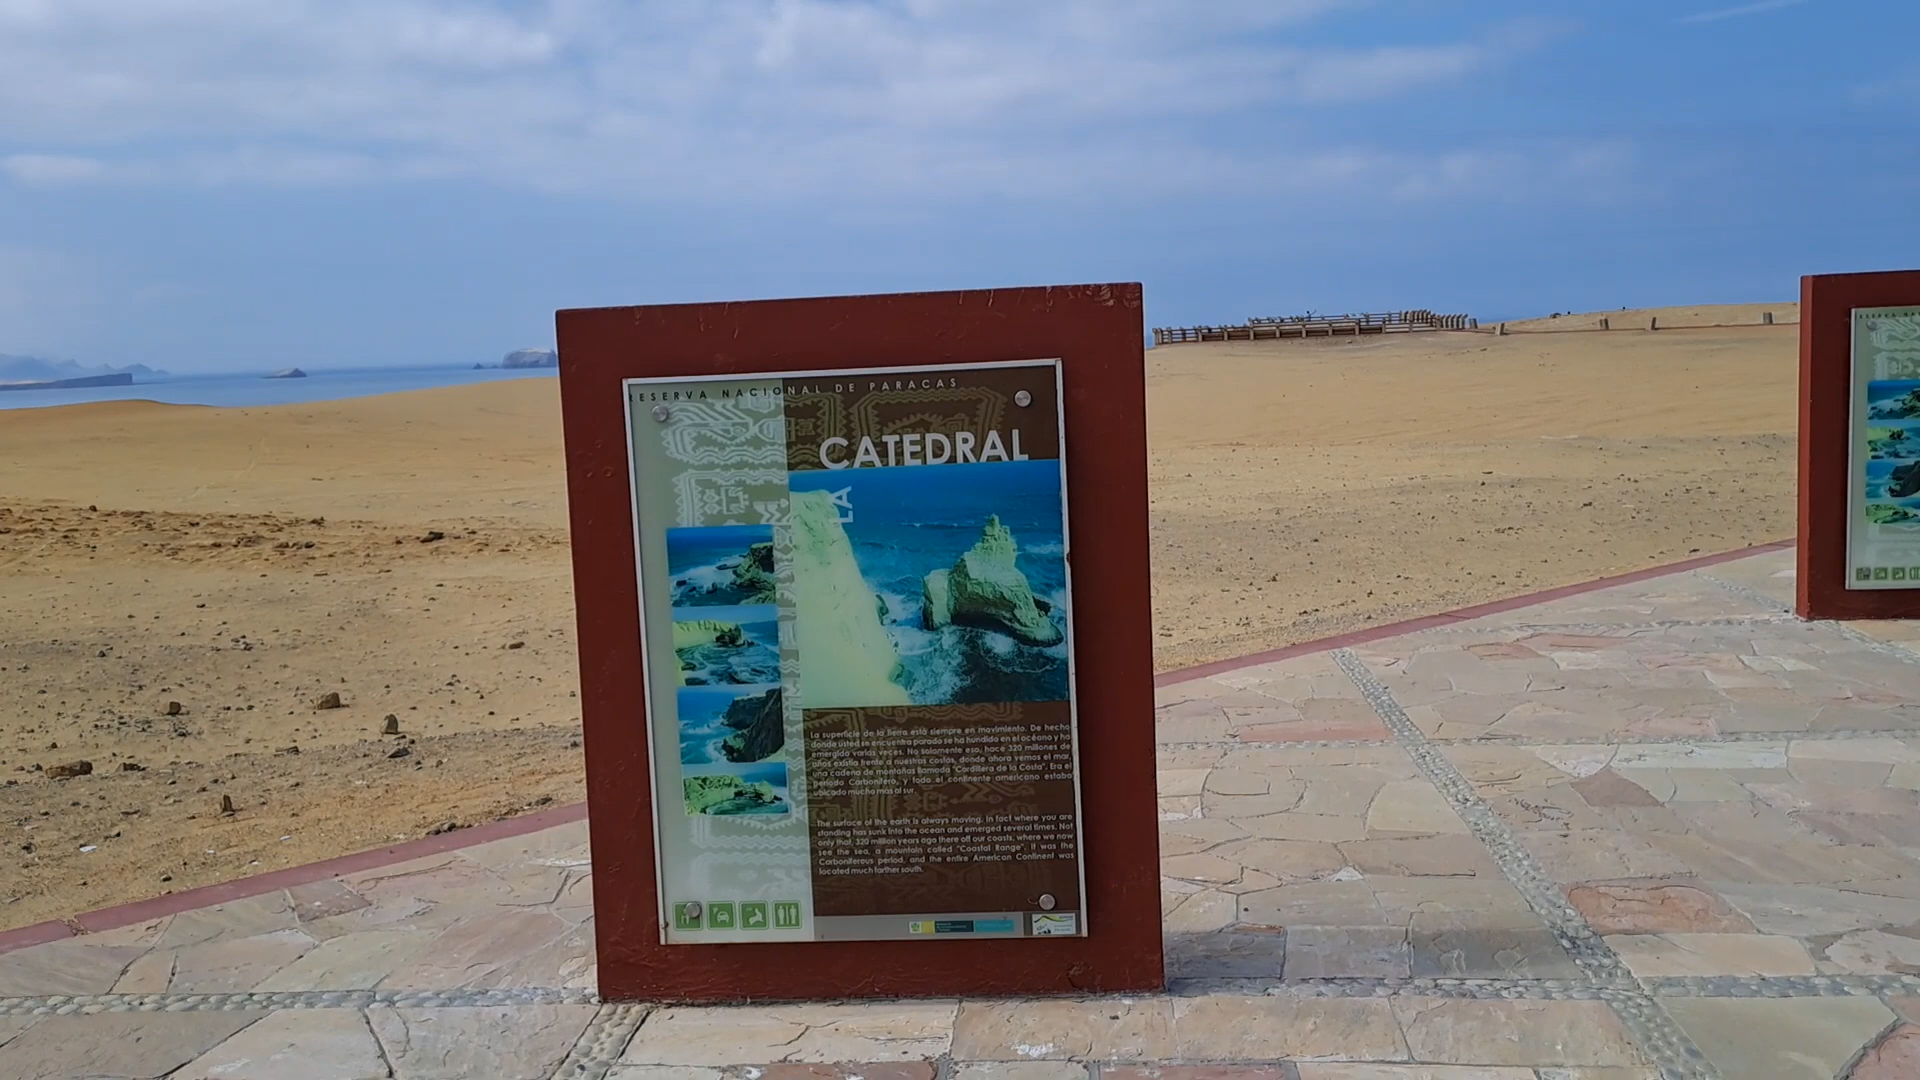 RESERVA NACIONAL DE PARACAS
CATEDRAL
LA
La superficie de la tierra está siempre en movimiento. De hecho
donde usted se encuentra parado se ha hundido en el océano y ha
emergido varias veces. No solamente eso, hace 320 millones de
años existía frente a nuestras costas, donde ahora vemos el mar,
una cadena de montañas llamada "Cordillera de la Costa". Era el
período Carbonífero, y todo el continente americano estaba
ubicado mucho más al sur.
The surface of the earth is always moving. In fact where you are
standing has sunk into the ocean and emerged several times. Not
only that, 320 million years ago there off our coasts, where we now
see the sea, a mountain called "Coastal Range". It was the
Carboniferous period, and the entire American Continent was
located much farther south.